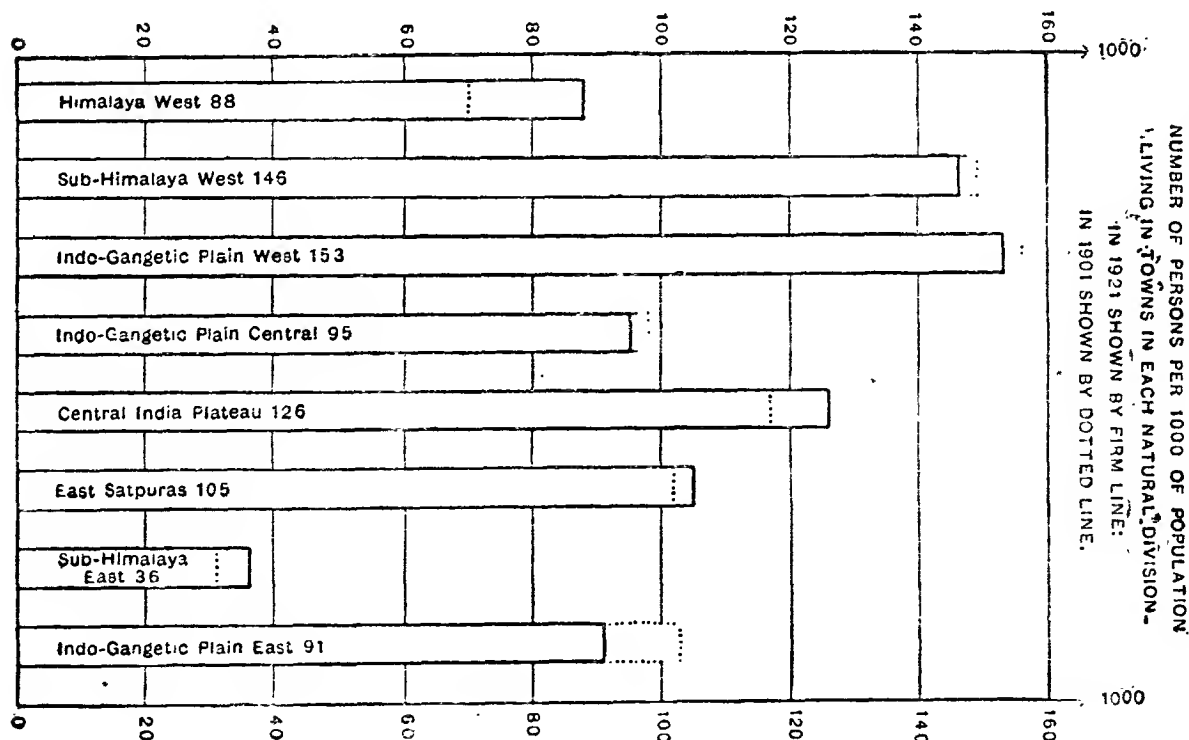 0 20 40 60 80 100 120 140 160 1000
Himalaya West 88
Sub-Himalaya West 146
Indo-Gangetic Plain West 153
Indo-Gangetic Plain Central 95
Central India Plateau 126
East Satpuras 105
Sub-Himalaya
East 36
Indo-Gangetic Plain East 91
0 20 40 60 80 100 120 140 160 1000
NUMBER OF PERSONS PER 1000 OF POPULATION
LIVING IN TOWNS IN EACH NATURAL DIVISION-
IN 1921 SHOWN BY FIRM LINE:
IN 1901 SHOWN BY DOTTED LINE.